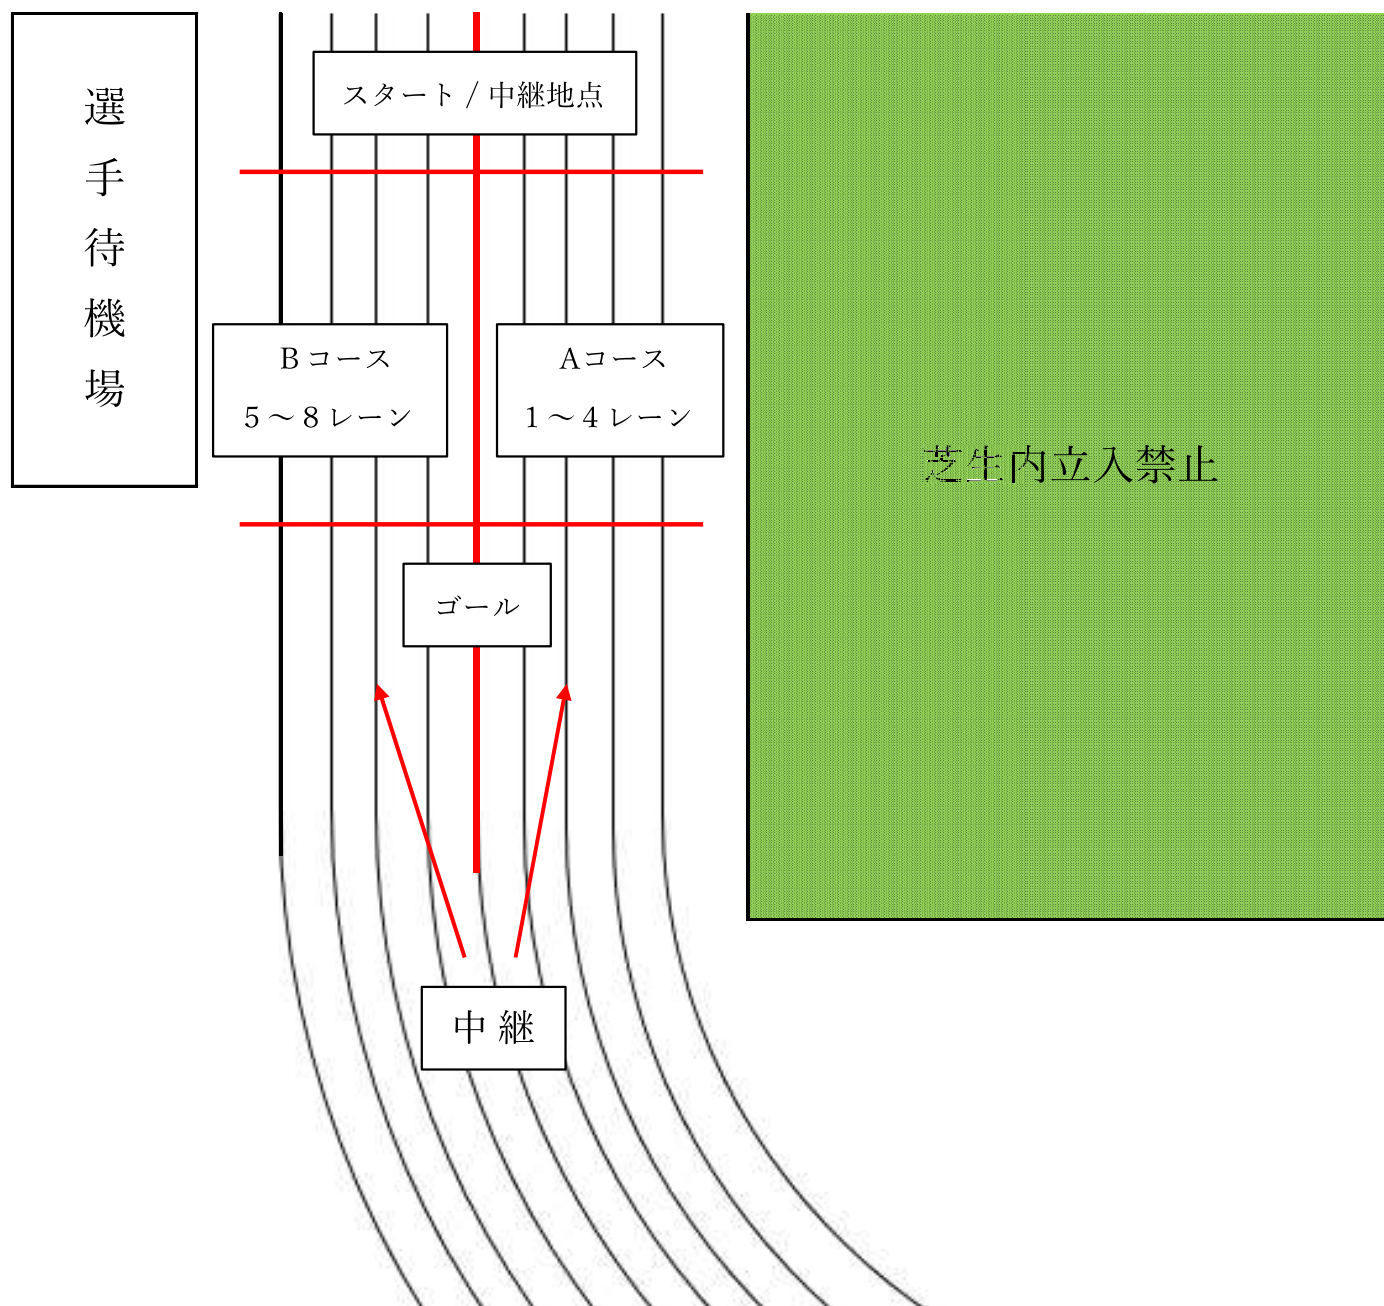 選手待機場
スタート / 中継地点
Bコース
5～8レーン
Aコース
1～4レーン
芝生内立入禁止
ゴール
中継